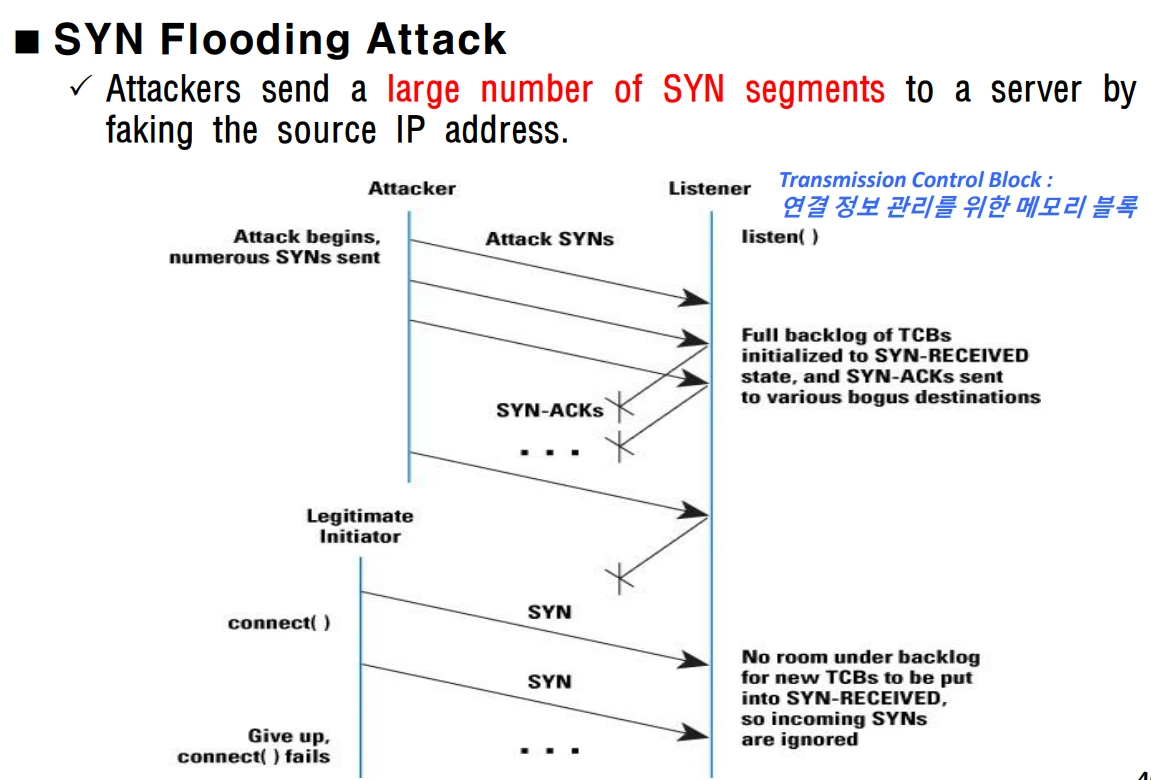 ■ SYN Flooding Attack
✓ Attackers send a large number of SYN segments to a server by
faking the source IP address.
Attacker
Listener
Transmission Control Block :
연결 정보 관리를 위한 메모리 블록
Attack begins,
numerous SYNs sent
Attack SYNs
listen( )
Full backlog of TCBs
initialized to SYN-RECEIVED
state, and SYN-ACKs sent
to various bogus destinations
SYN-ACKs
. . .
Legitimate
Initiator
connect( )
SYN
SYN
No room under backlog
for new TCBs to be put
into SYN-RECEIVED,
so incoming SYNs
are ignored
Give up,
connect( ) fails
. . .